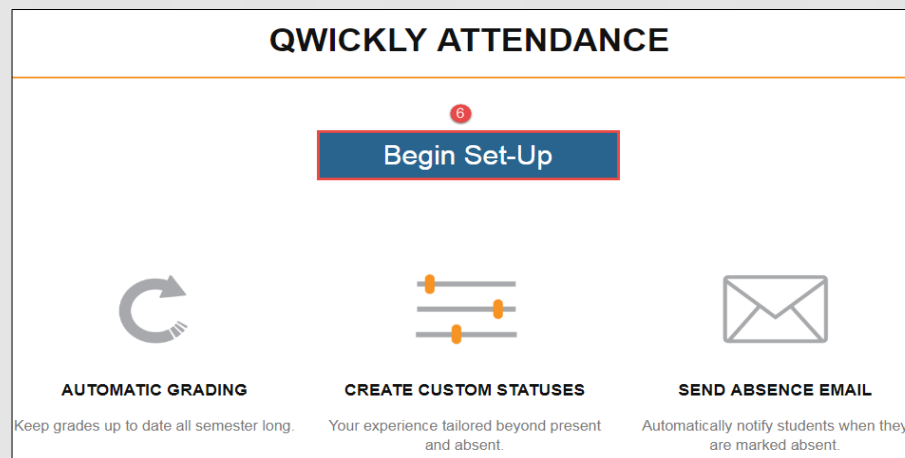 QWICKLY ATTENDANCE
6
Begin Set-Up
AUTOMATIC GRADING
Keep grades up to date all semester long.
CREATE CUSTOM STATUSES
Your experience tailored beyond present
and absent.
SEND ABSENCE EMAIL
Automatically notify students when they
are marked absent.